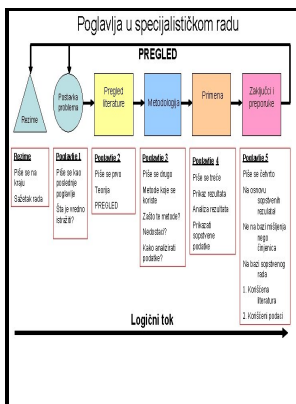 Poglavlja u specijalističkom radu
PREGLED
Rezime
Postavka
problema
Pregled
literature
Metodologija
Primena
Zaključci i
preporuke
Rezime
Piše se na
kraju
Sažetak rada
Poglavlje 1
Piše se kao
poslednje
poglavlje
Šta je vredno
istražiti?
Poglavlje 2
Piše se prvo
Teorija
PREGLED
Poglavlje 3
Piše se drugo
Metode koje se
koriste
Zašto te metode?
Nedostaci?
Kako analizirati
podatke?
Poglavlje 4
Piše se treće
Prikaz rezultata
Analiza rezultata
Prikazati
sopstvene
podatke
Poglavlje 5
Piše se četvrto
Na osnovu
sopstvenih
rezultata!
Ne na bazi mišljenja
nego
činjenica
Na bazi sopstvenog
rada
1. Korišćena
literatura
2. Korišćeni podaci
Logični tok